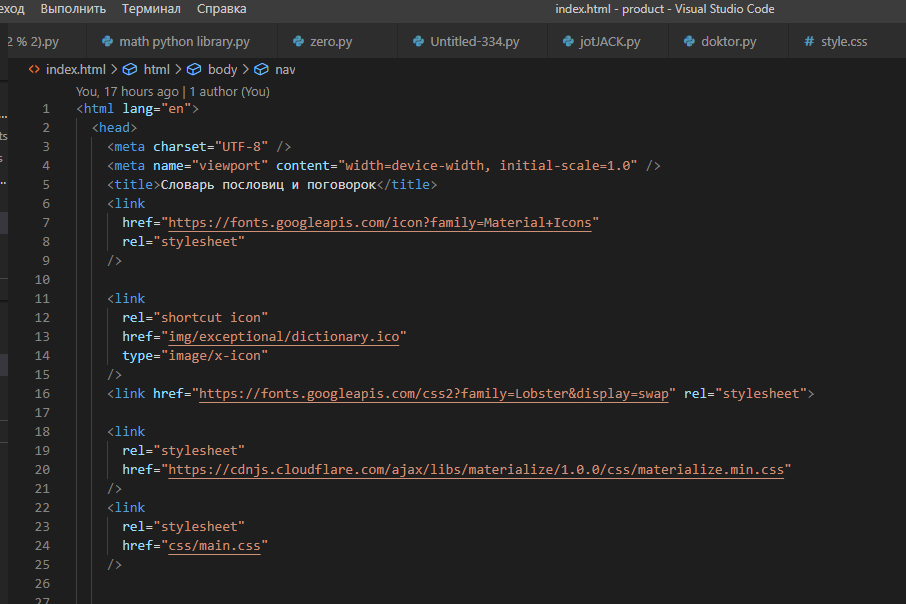 Выполнить Терминал Справка index.html - product - Visual Studio Code
2 % 2).py math python library.py zero.py Untitled-334.py jotJACK.py doktor.py # style.css
<> index.html > html > body > nav
You, 17 hours ago | 1 author (You)
1 <html lang="en">
2 <head>
3 <meta charset="UTF-8" />
4 <meta name="viewport" content="width=device-width, initial-scale=1.0" />
5 <title>Словарь пословиц и поговорок</title>
6 <link
7 href="https://fonts.googleapis.com/icon?family=Material+Icons"
8 rel="stylesheet"
9 />
10
11 <link
12 rel="shortcut icon"
13 href="img/exceptional/dictionary.ico"
14 type="image/x-icon"
15 />
16 <link href="https://fonts.googleapis.com/css2?family=Lobster&display=swap" rel="stylesheet">
17
18 <link
19 rel="stylesheet"
20 href="https://cdnjs.cloudflare.com/ajax/libs/materialize/1.0.0/css/materialize.min.css"
21 />
22 <link
23 rel="stylesheet"
24 href="css/main.css"
25 />
26
27